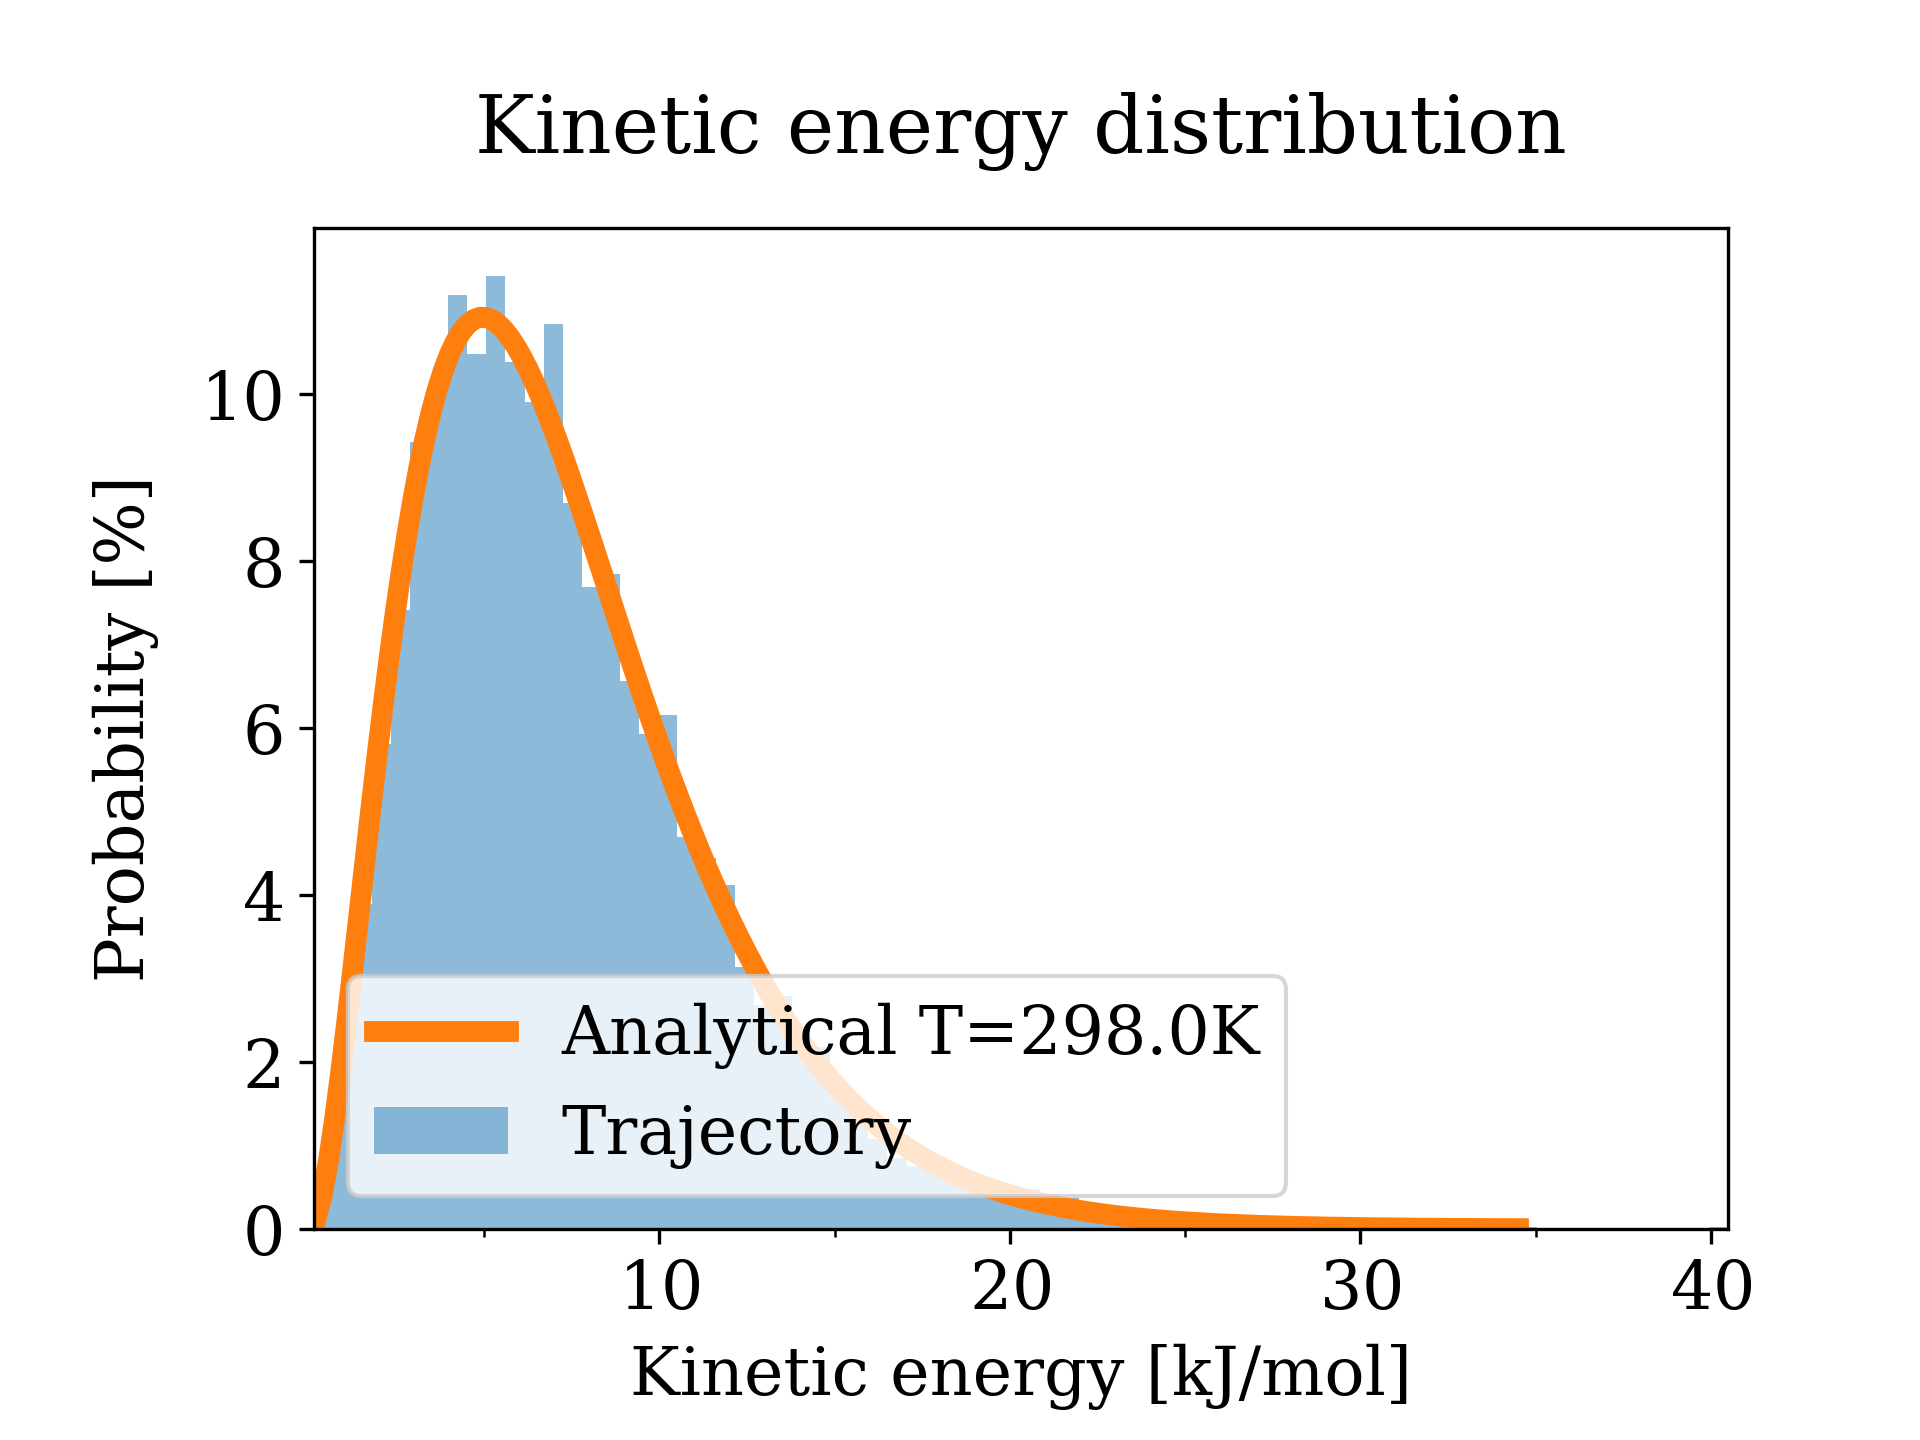 Kinetic energy distribution
Probability [%]
10
8
6
4
2
0
Analytical T=298.0K
Trajectory
10 20 30 40
Kinetic energy [kJ/mol]